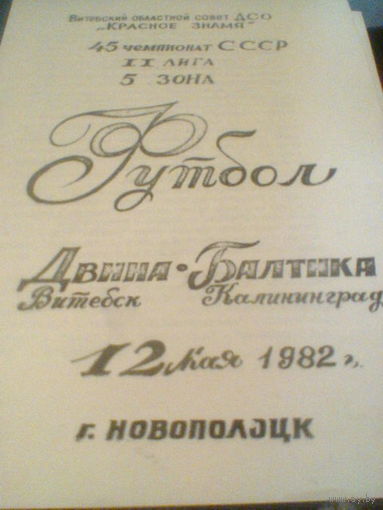 Витебский областной совет ДСО
„Красное знамя"
45 чемпионат СССР
II лига
5 зона
Футбол
Двина • Балтика
Витебск Калининград
12 мая 1982 г.
г. Новополоцк